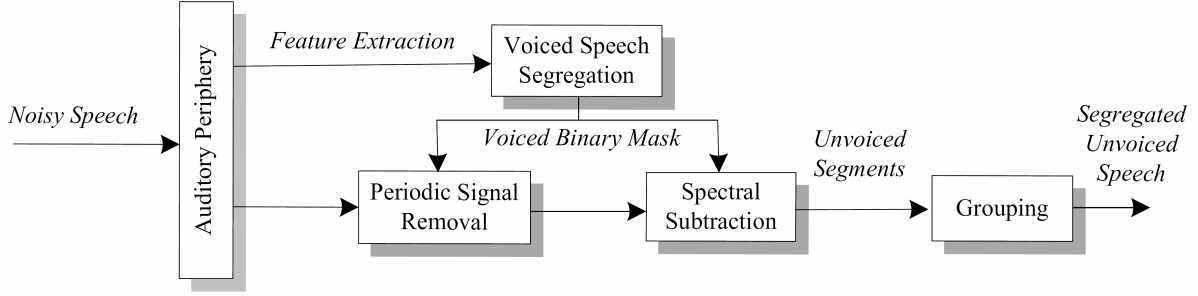 Noisy Speech
Auditory Periphery
Feature Extraction
Voiced Speech
Segregation
Voiced Binary Mask
Periodic Signal
Removal
Spectral
Subtraction
Unvoiced
Segments
Grouping
Segregated
Unvoiced
Speech